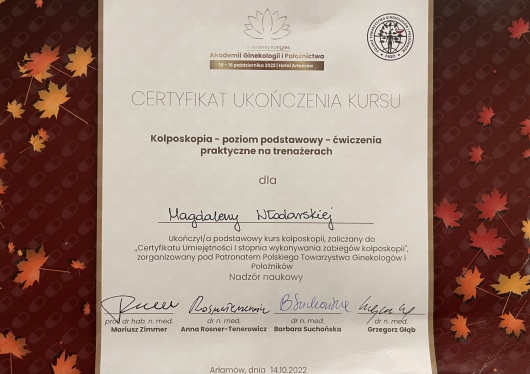 Jesienny Kongres
Akademii Ginekologii i Położnictwa
14 - 16 października 2022 | Hotel Arłamów
CERTYFIKAT UKOŃCZENIA KURSU
Kolposkopia - poziom podstawowy - ćwiczenia
praktyczne na trenażerach
dla
Magdaleny Włodarskiej
Ukończył/a podstawowy kurs kolposkopii, zaliczany do
„Certyfikatu Umiejętności I stopnia wykonywania zabiegów kolposkopii",
zorganizowany pod Patronatem Polskiego Towarzystwa Ginekologów i
Położników
Nadzór naukowy
prof. dr hab. n. med. dr n. med. dr n. med. dr n. med.
Mariusz Zimmer Anna Rosner-Tenerowicz Barbara Suchońska Grzegorz Głąb
Arłamów, dnia 14.10.2022